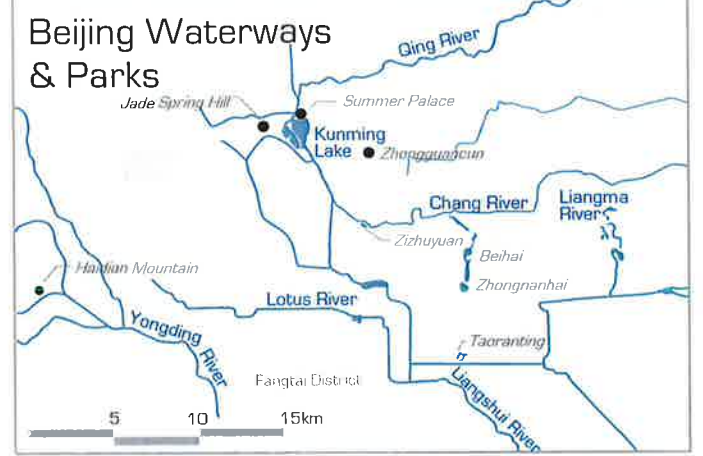 Beijing Waterways
& Parks
Qing River
Jade Spring Hill
Summer Palace
Kunming
Lake
Zhongguancun
Chang River
Liangma
River
Zizhuyuan
Beihai
Haidian Mountain
Zhongnanhai
Lotus River
Yongding
River
Taoranting
Fangtai District
Liangshui River
5
10
15km